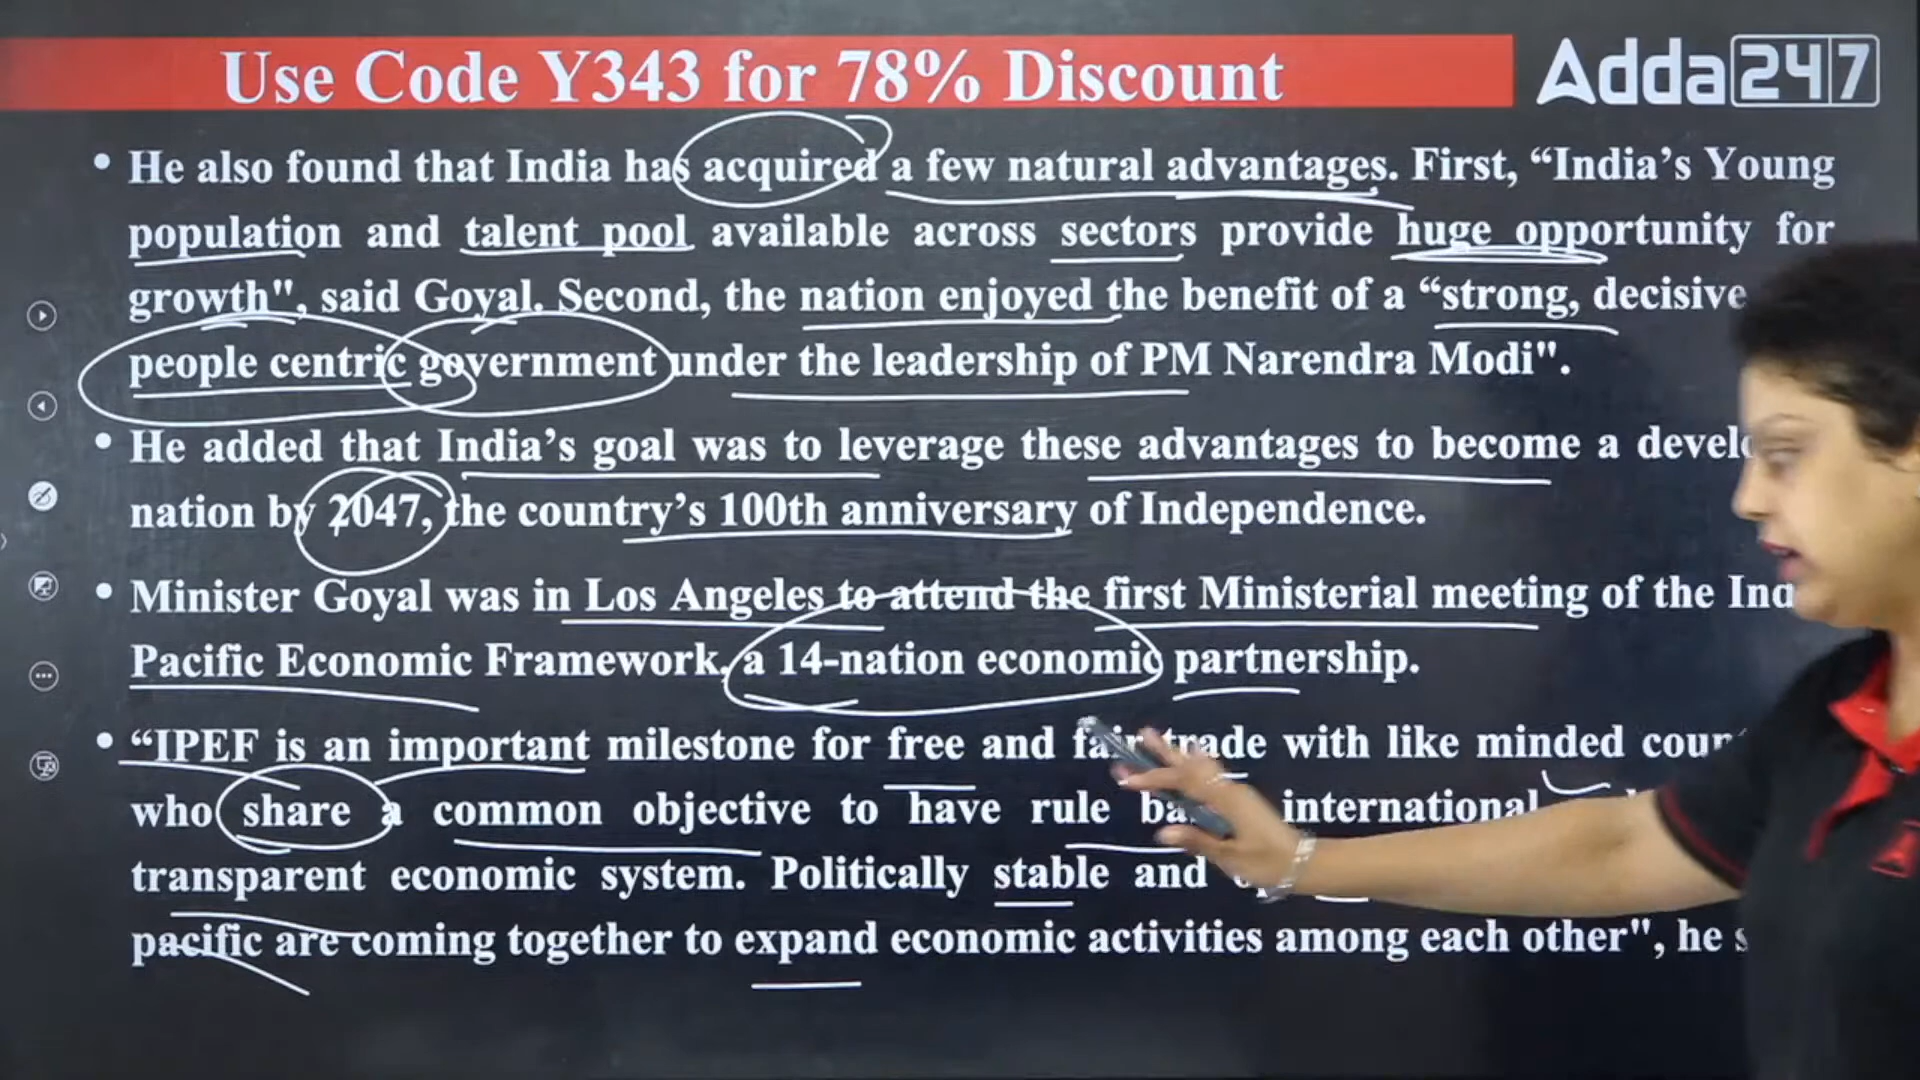 Use Code Y343 for 78% Discount
Adda247
• He also found that India has acquired a few natural advantages. First, “India’s Young
population and talent pool available across sectors provide huge opportunity for
growth", said Goyal. Second, the nation enjoyed the benefit of a “strong, decisive
people centric government under the leadership of PM Narendra Modi".
• He added that India’s goal was to leverage these advantages to become a
nation by 2047, the country’s 100th anniversary of Independence.
• Minister Goyal was in Los Angeles to attend the first Ministerial meeting of the
Pacific Economic Framework, a 14-nation economic partnership.
• “IPEF is an important milestone for free and fair trade with like minded
who share a common objective to have rule international
transparent economic system. Politically stable and
pacific are coming together to expand economic activities among each other", he